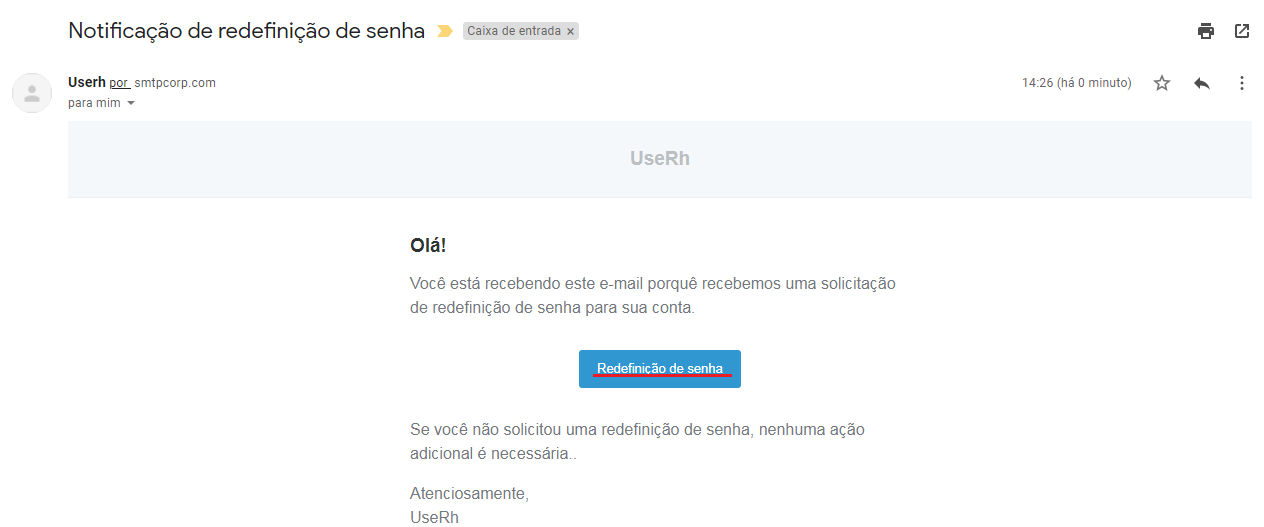 Notificação de redefinição de senha Caixa de entrada ×
Userh por smtpcorp.com 14:26 (há 0 minuto)
para mim
UseRh
Olá!
Você está recebendo este e-mail porquê recebemos uma solicitação
de redefinição de senha para sua conta.
Redefinição de senha
Se você não solicitou uma redefinição de senha, nenhuma ação
adicional é necessária..
Atenciosamente,
UseRh